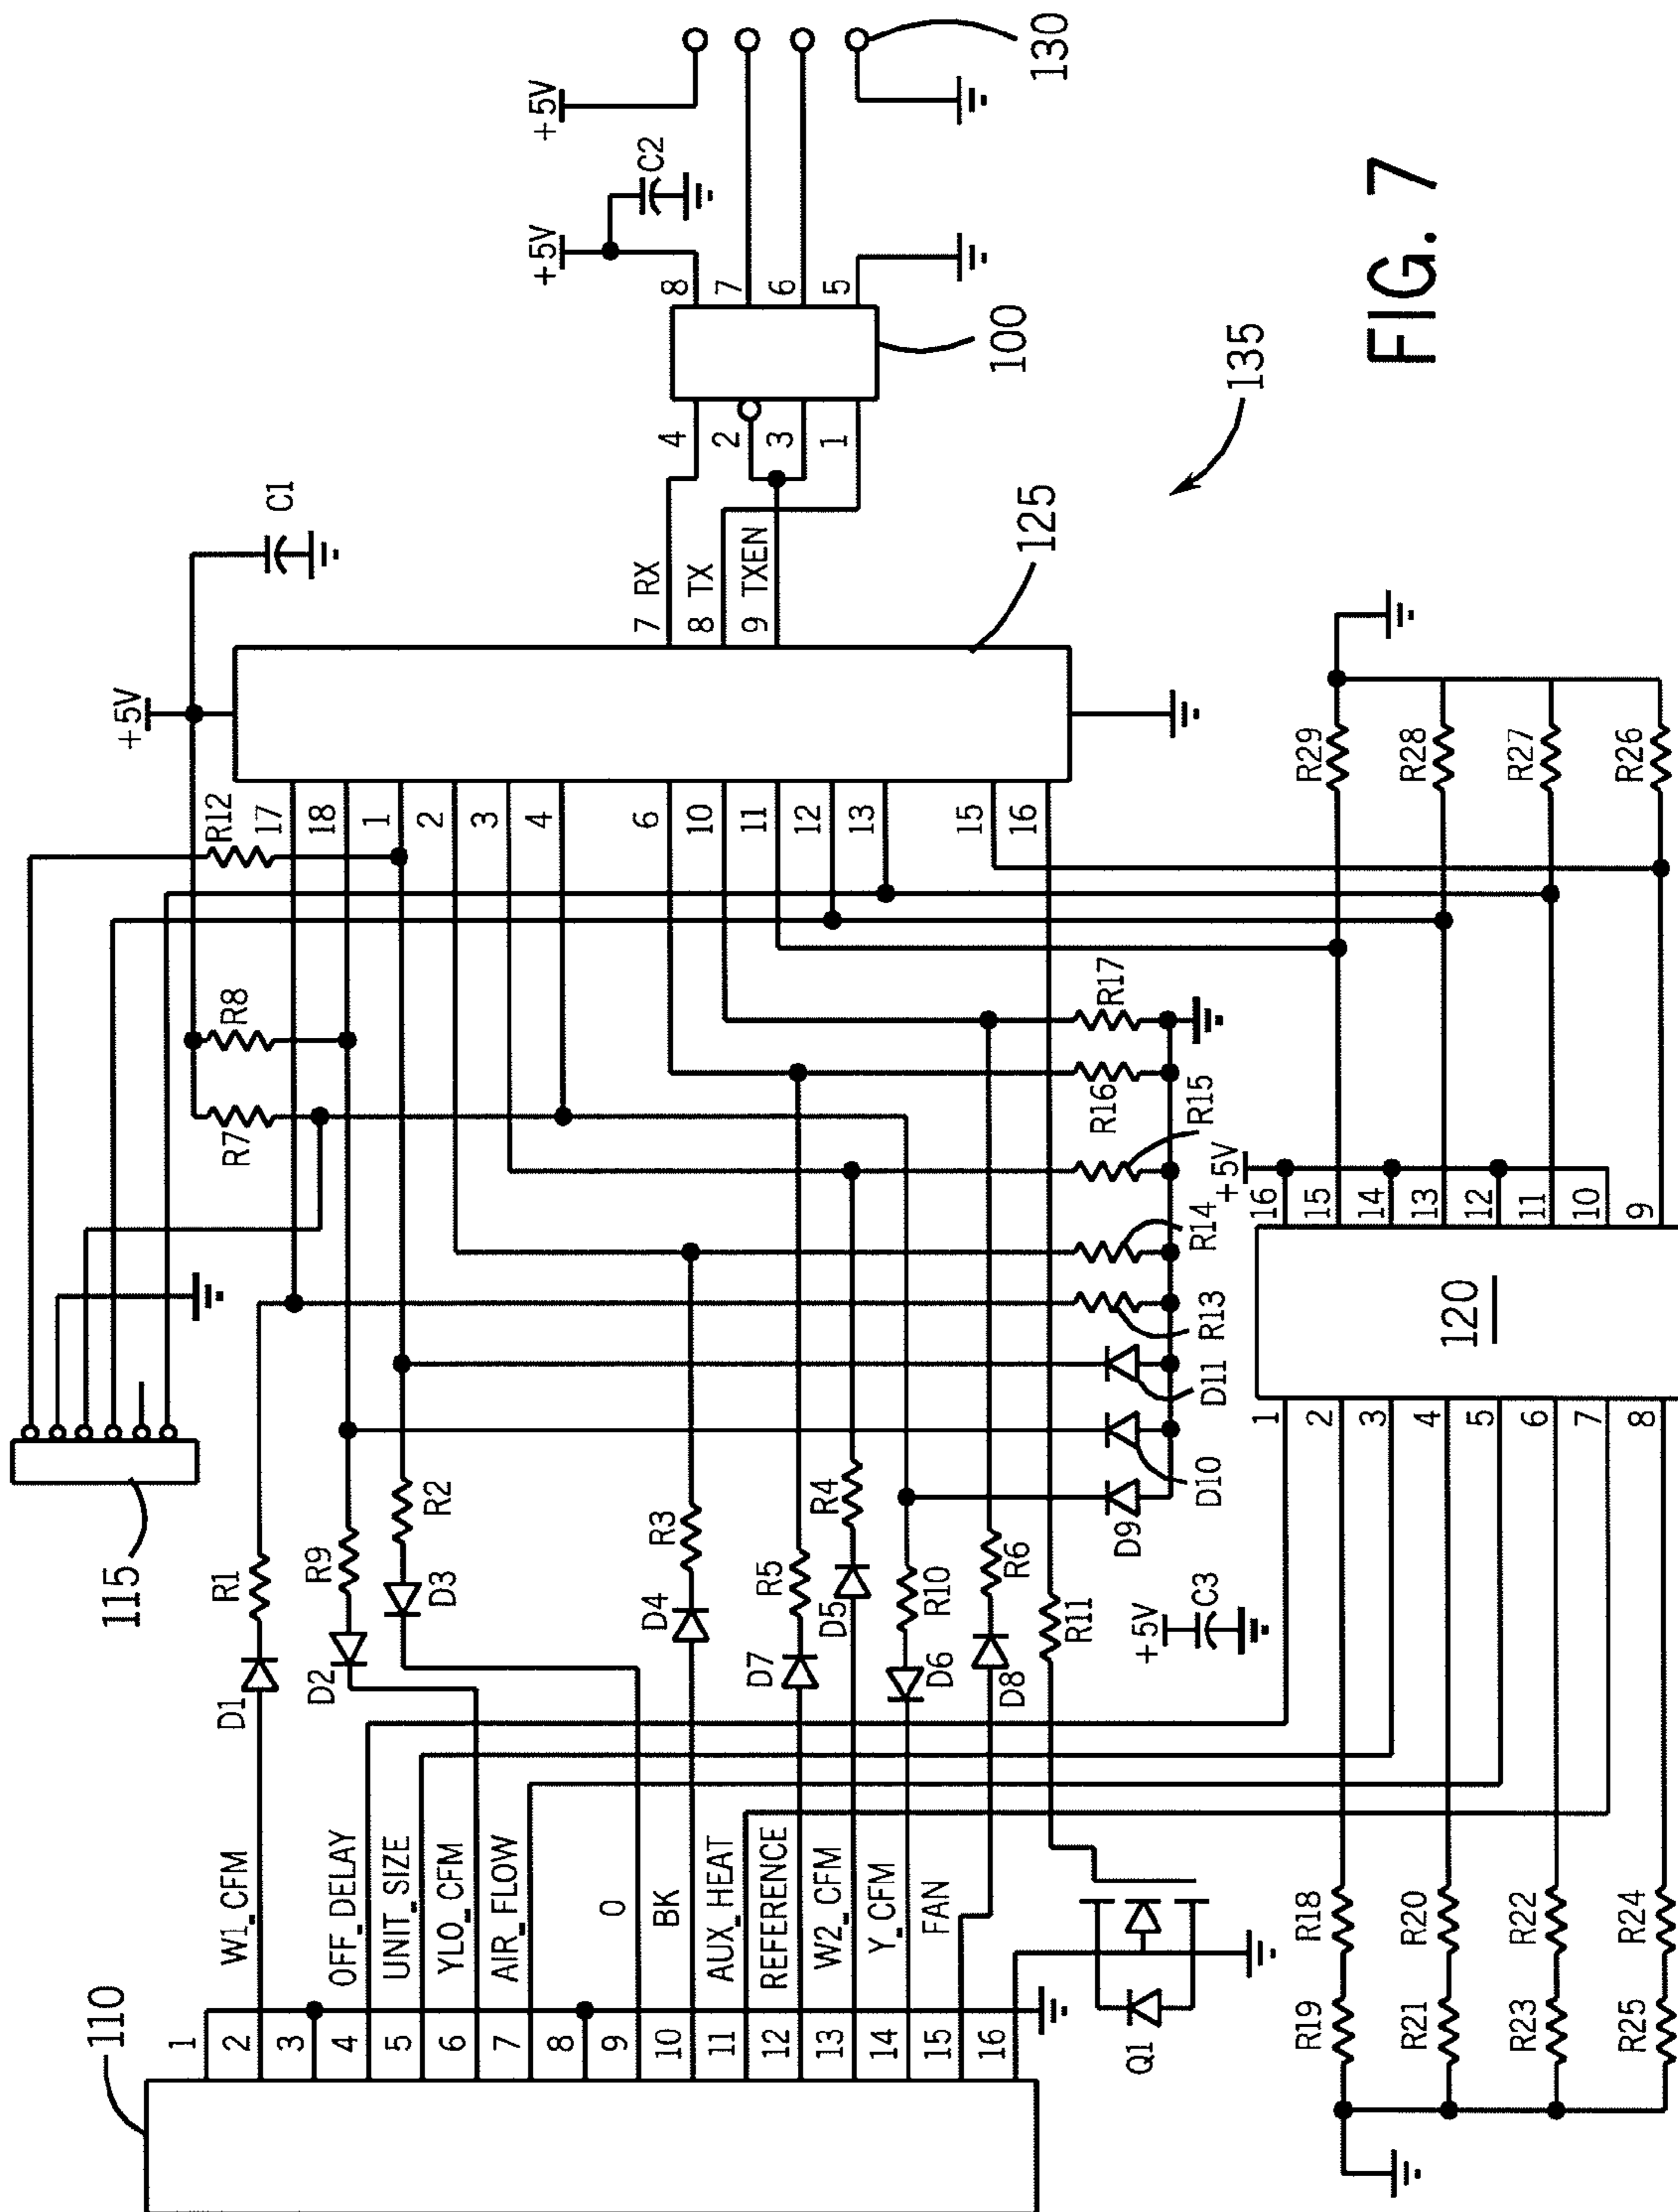 110
1
2
3
4
5
6
7
8
9
10
11
12
13
14
15
16
W1_CFM
OFF_DELAY
UNIT_SIZE
YLO_CFM
AIR_FLOW
O
BK
AUX_HEAT
REFERENCE
W2_CFM
Y_CFM
FAN
Q1
D1
R1
D2
R9
D3
R2
D4
R3
D7
R5
D5
R4
D6
R10
D8
R6
R11
115
R7
R8
R12
D9
D10
D11
R13
R14
R15
R16
R17
+5V
C3
+5V
C1
17
18
1
2
3
4
6
10
11
12
13
15
16
125
7 RX
8 TX
9 TXEN
4
2
3
1
100
8
7
6
5
+5V
C2
+5V
130
135
R19
R18
R21
R20
R23
R22
R25
R24
1
2
3
4
5
6
7
8
120
+5V
16
15
14
13
12
11
10
9
R29
R28
R27
R26
FIG. 7